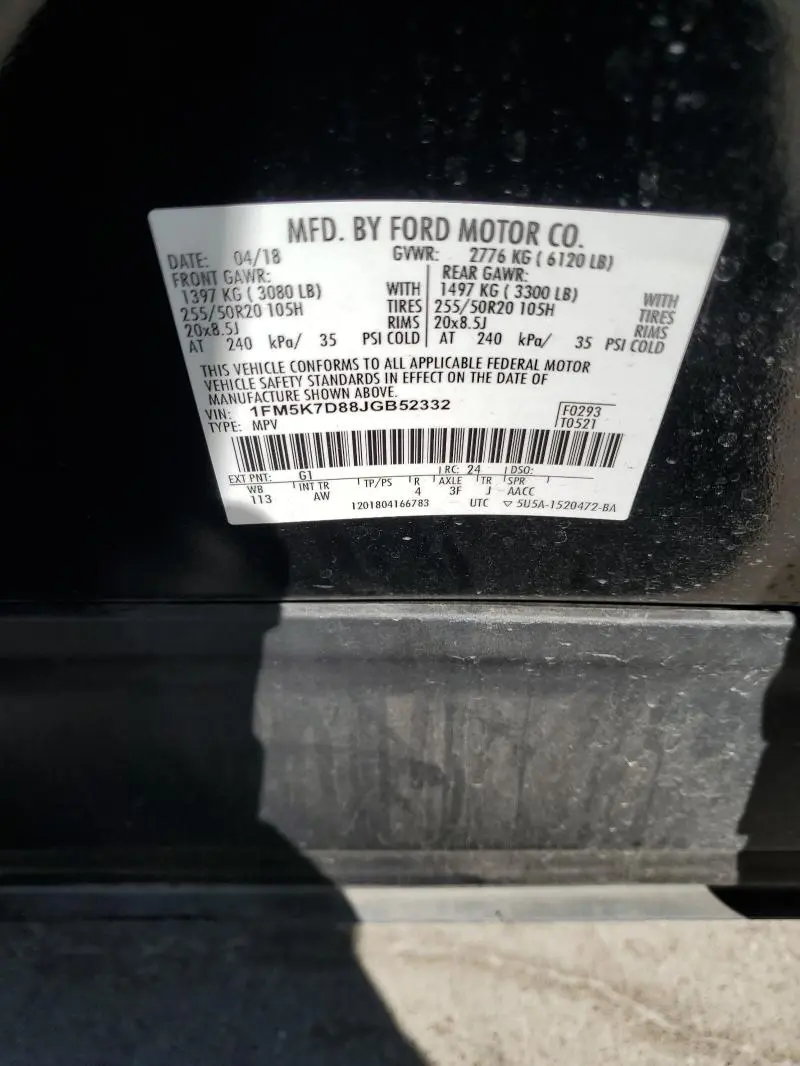 MFD. BY FORD MOTOR CO.
DATE: 04/18 GVWR: 2776 KG ( 6120 LB)
FRONT GAWR: REAR GAWR:
1397 KG ( 3080 LB) WITH 1497 KG ( 3300 LB) WITH
255/50R20 105H TIRES 255/50R20 105H TIRES
20x8.5J RIMS 20x8.5J RIMS
AT 240 kPa/ 35 PSI COLD AT 240 kPa/ 35 PSI COLD
THIS VEHICLE CONFORMS TO ALL APPLICABLE FEDERAL MOTOR
VEHICLE SAFETY STANDARDS IN EFFECT ON THE DATE OF
MANUFACTURE SHOWN ABOVE.
VIN: 1FM5K7D88JGB52332 F0293
TYPE: MPV T0521
EXT PNT: G1 RC: 24 DSO:
WB INT TR TP/PS R AXLE TR SPR
113 AW 4 3F J AACC
1201804166783 UTC ▽ 5U5A-1520472-BA